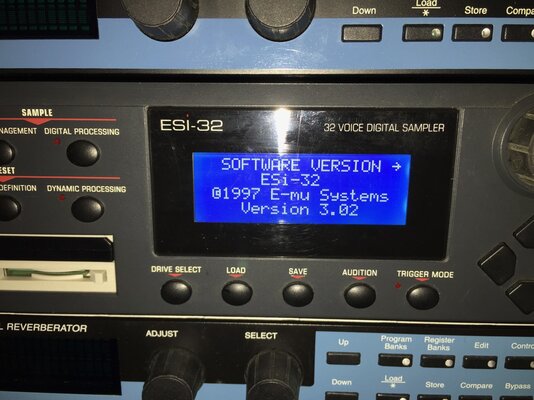 Load
*
Down
Store
SAMPLE
DIGITAL PROCESSING
DYNAMIC PROCESSING
DEFINITION
ESi-32
32 VOICE DIGITAL SAMPLER
SOFTWARE VERSION →
ESi-32
@1997 E-mu Systems
Version 3.02
DRIVE SELECT
LOAD
SAVE
AUDITION
TRIGGER MODE
REVERBERATOR
ADJUST
SELECT
Up
Program
Banks
Register
Banks
Edit
Down
Load
*
Store
Compare
Bypass